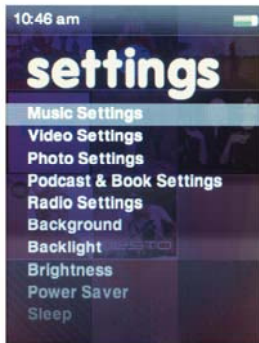 10:46 am
settings
Music Settings
Video Settings
Photo Settings
Podcast & Book Settings
Radio Settings
Background
Backlight
Brightness
Power Saver
Sleep